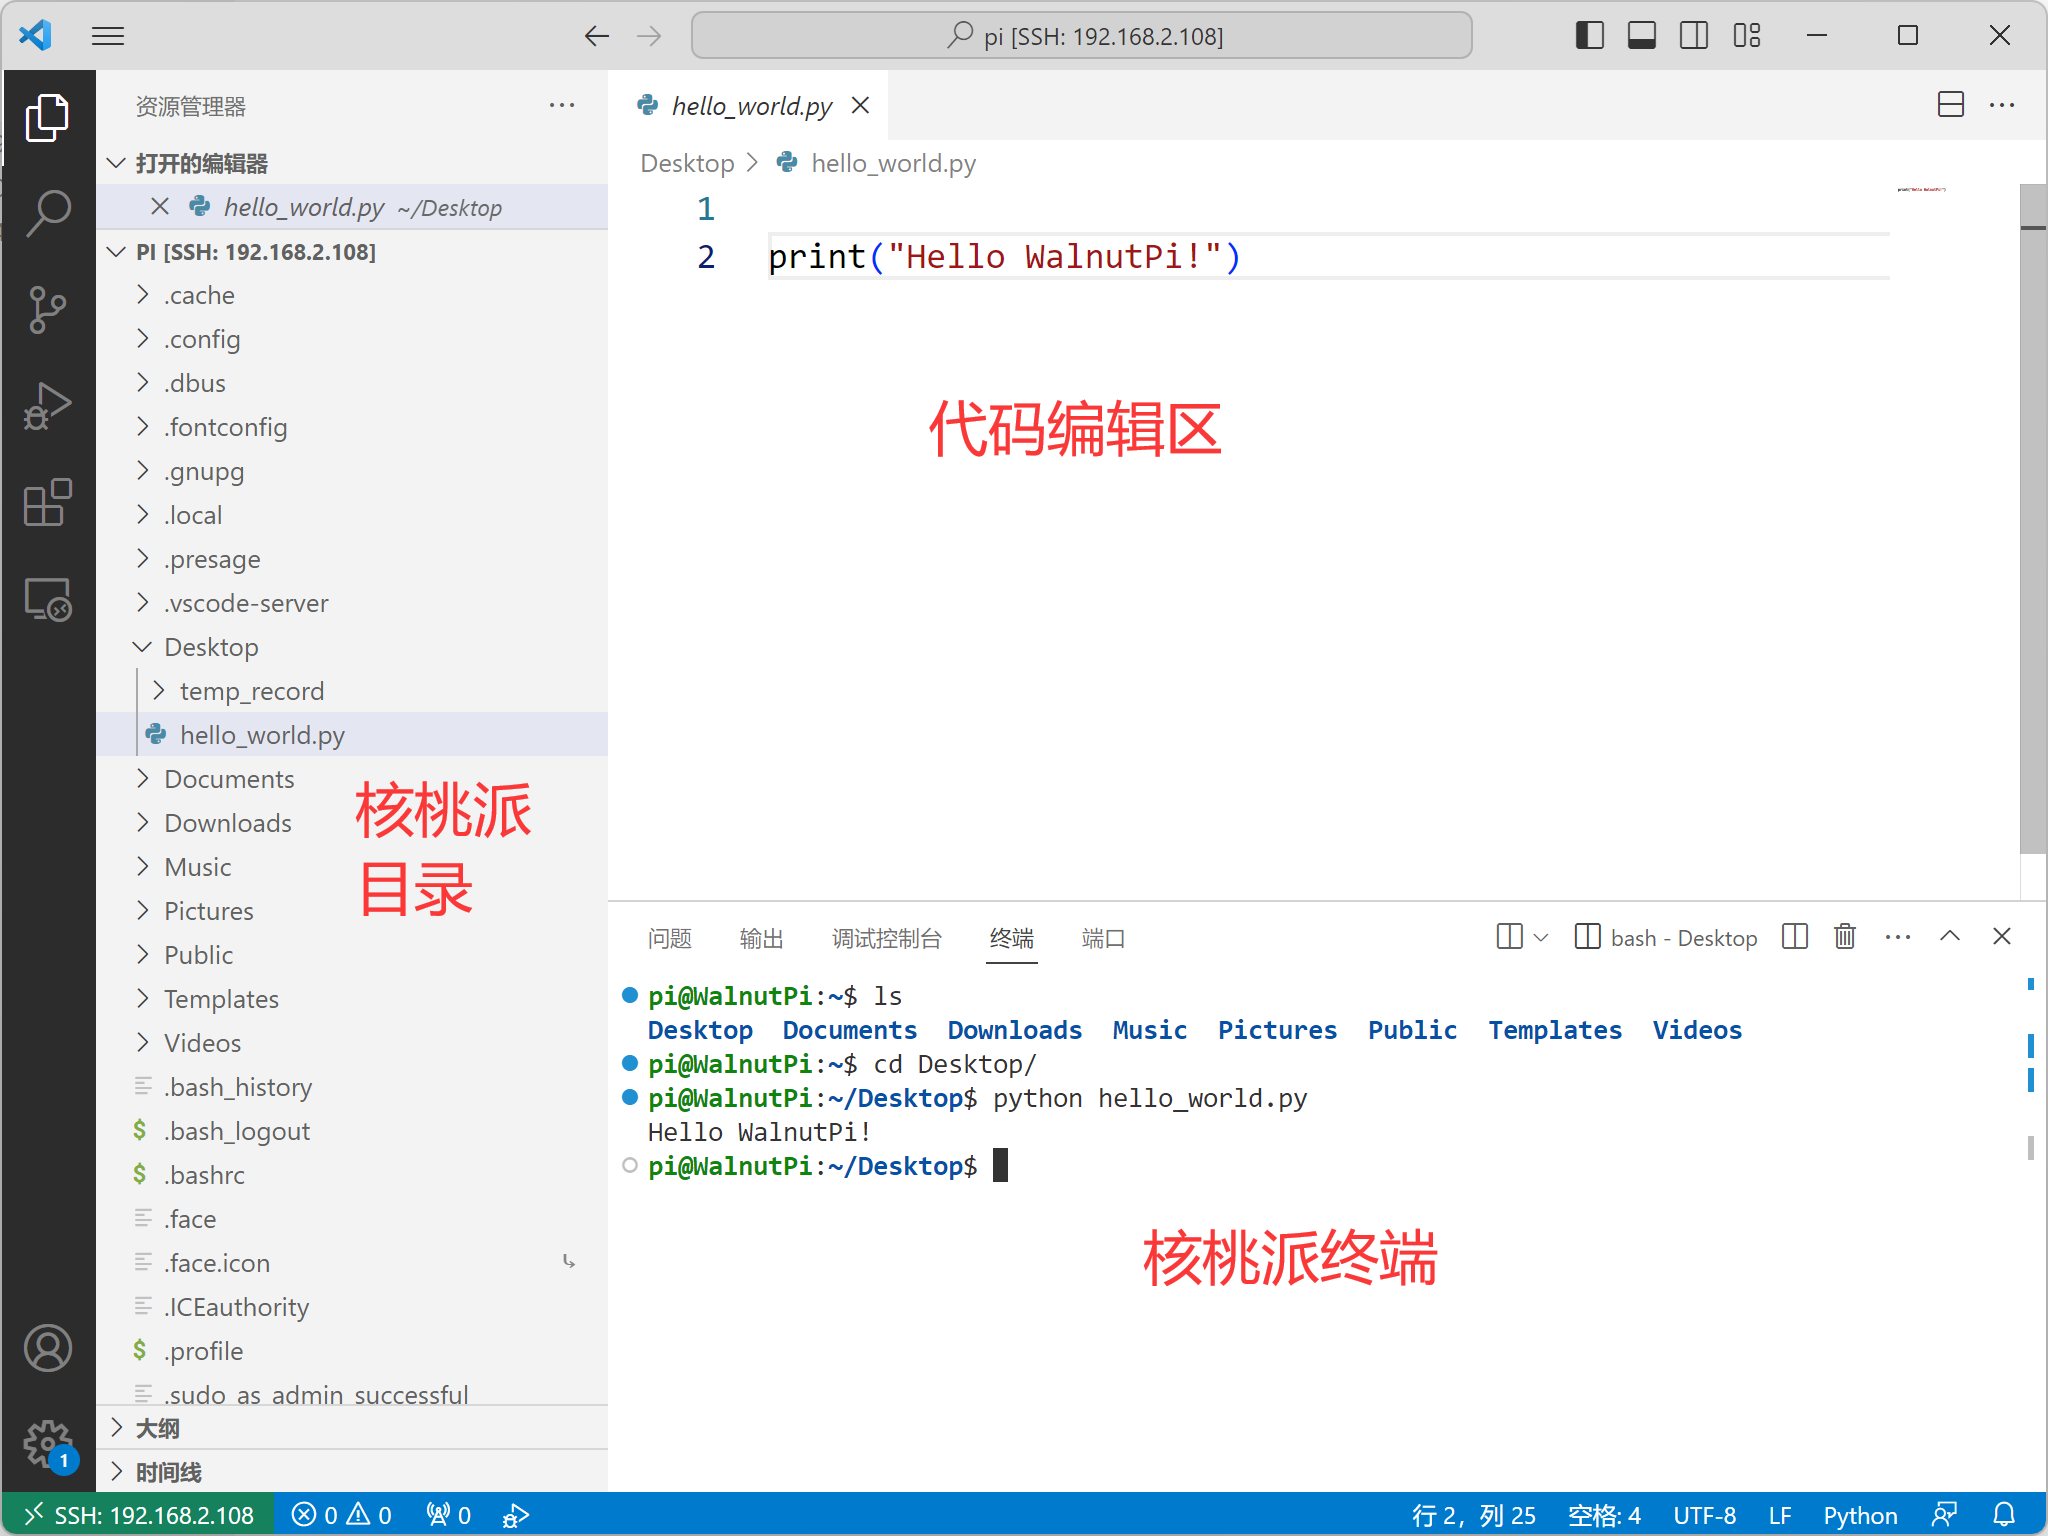 pi [SSH: 192.168.2.108]
资源管理器
打开的编辑器
hello_world.py ~/Desktop
PI [SSH: 192.168.2.108]
.cache
.config
.dbus
.fontconfig
.gnupg
.local
.presage
.vscode-server
Desktop
temp_record
hello_world.py
Documents
Downloads
Music
Pictures
Public
Templates
Videos
.bash_history
$ .bash_logout
$ .bashrc
.face
.face.icon
.ICEauthority
$ .profile
.sudo_as_admin_successful
大纲
时间线
核桃派
目录
hello_world.py
Desktop > hello_world.py
1
2 print("Hello WalnutPi!")
print("Hello WalnutPi!")
代码编辑区
问题 输出 调试控制台 终端 端口 bash - Desktop
pi@WalnutPi:~$ ls
Desktop Documents Downloads Music Pictures Public Templates Videos
pi@WalnutPi:~$ cd Desktop/
pi@WalnutPi:~/Desktop$ python hello_world.py
Hello WalnutPi!
pi@WalnutPi:~/Desktop$
核桃派终端
1
SSH: 192.168.2.108 0 0 0 行 2，列 25 空格: 4 UTF-8 LF Python